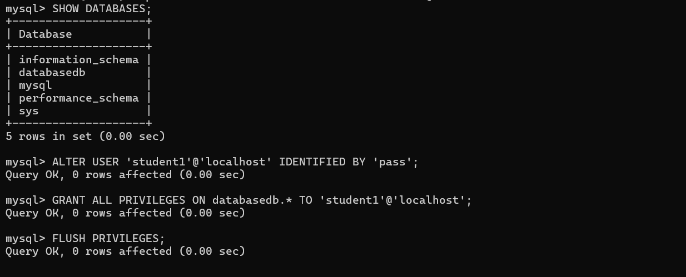 mysql> SHOW DATABASES;
+--------------------+
| Database           |
+--------------------+
| information_schema |
| databasedb         |
| mysql              |
| performance_schema |
| sys                |
+--------------------+
5 rows in set (0.00 sec)
mysql> ALTER USER 'student1'@'localhost' IDENTIFIED BY 'pass';
Query OK, 0 rows affected (0.00 sec)
mysql> GRANT ALL PRIVILEGES ON databasedb.* TO 'student1'@'localhost';
Query OK, 0 rows affected (0.00 sec)
mysql> FLUSH PRIVILEGES;
Query OK, 0 rows affected (0.00 sec)